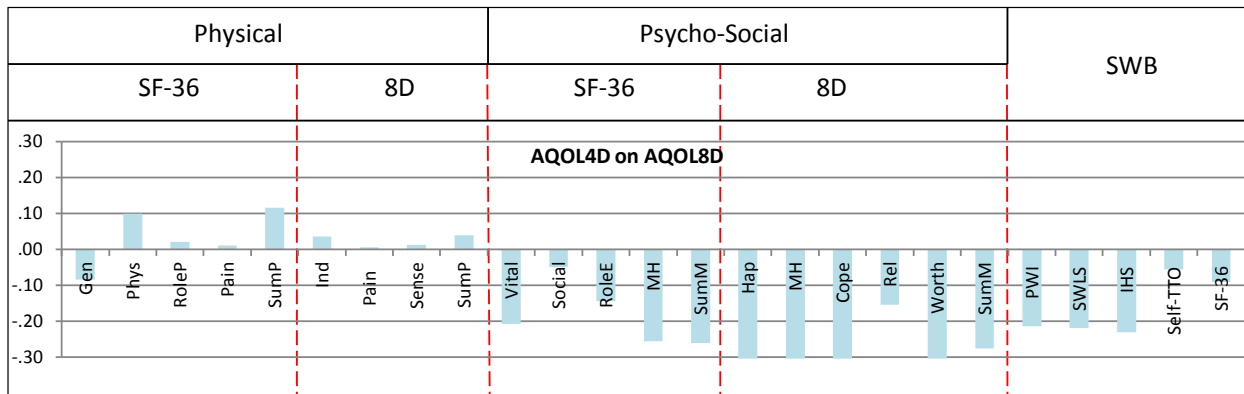 Physical
Psycho-Social
SWB
SF-36
8D
SF-36
8D
AQOL4D on AQOL8D
.30
.20
.10
.00
-.10
-.20
-.30
Gen
Phys
RoleP
Pain
SumP
Ind
Pain
Sense
SumP
Vital
Social
RoleE
MH
SumM
Hap
MH
Cope
Rel
Worth
SumM
PWI
SWLS
IHS
Self-TTO
SF-36